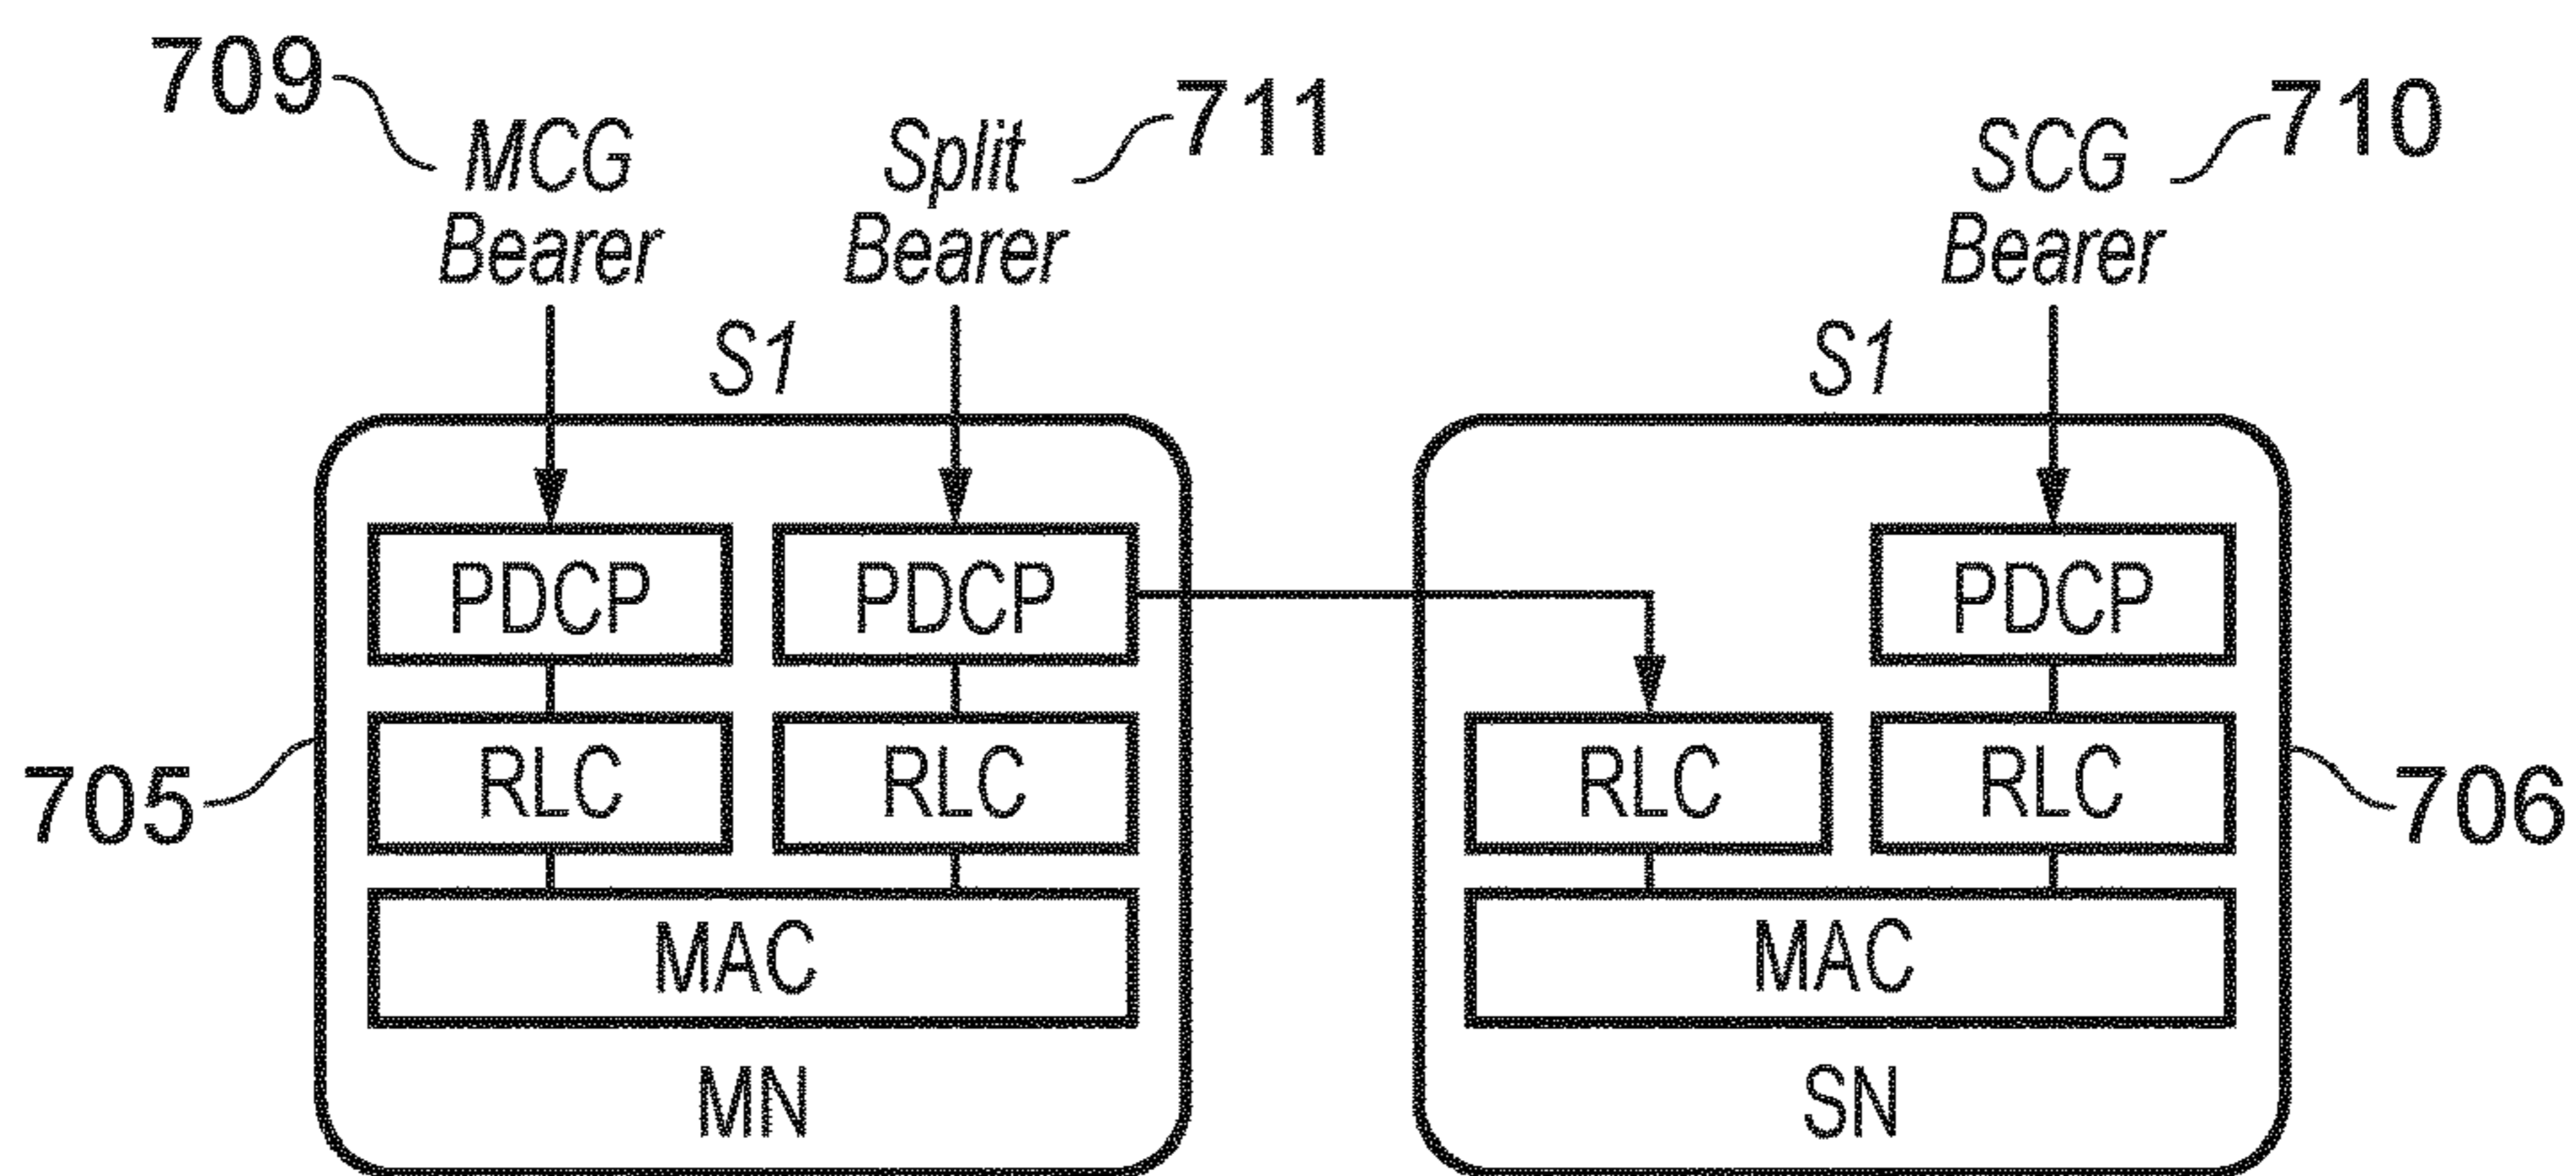 709
MCG
Bearer
Split
Bearer
711
SCG
Bearer
710
S1
S1
PDCP
PDCP
PDCP
RLC
RLC
RLC
RLC
705
706
MAC
MAC
MN
SN